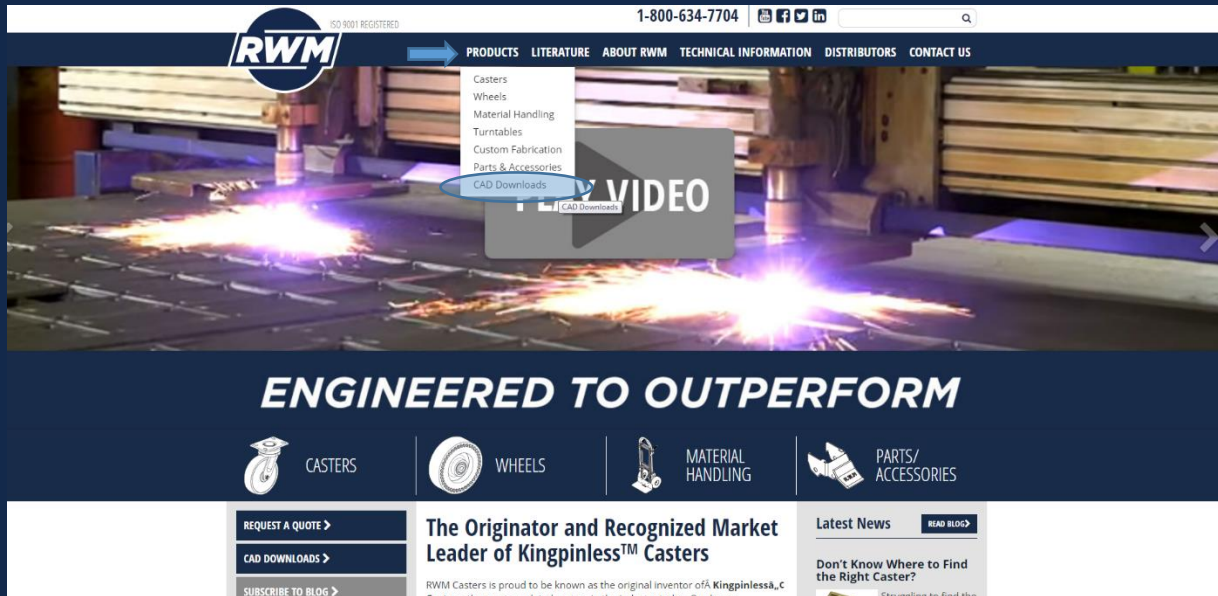 ISO 9001 REGISTERED
1-800-634-7704
RWM
PRODUCTS LITERATURE ABOUT RWM TECHNICAL INFORMATION DISTRIBUTORS CONTACT US
Casters
Wheels
Material Handling
Turntables
Custom Fabrication
Parts & Accessories
CAD Downloads
CAD Downloads
VIDEO
ENGINEERED TO OUTPERFORM
CASTERS
WHEELS
MATERIAL
HANDLING
PARTS/
ACCESSORIES
REQUEST A QUOTE
CAD DOWNLOADS
SUBSCRIBE TO BLOG
The Originator and Recognized Market
Leader of Kingpinless™ Casters
RWM Casters is proud to be known as the original inventor ofÂ Kingpinlessâ„¢
Latest News
READ BLOG
Don't Know Where to Find
the Right Caster?
Struggling to find the